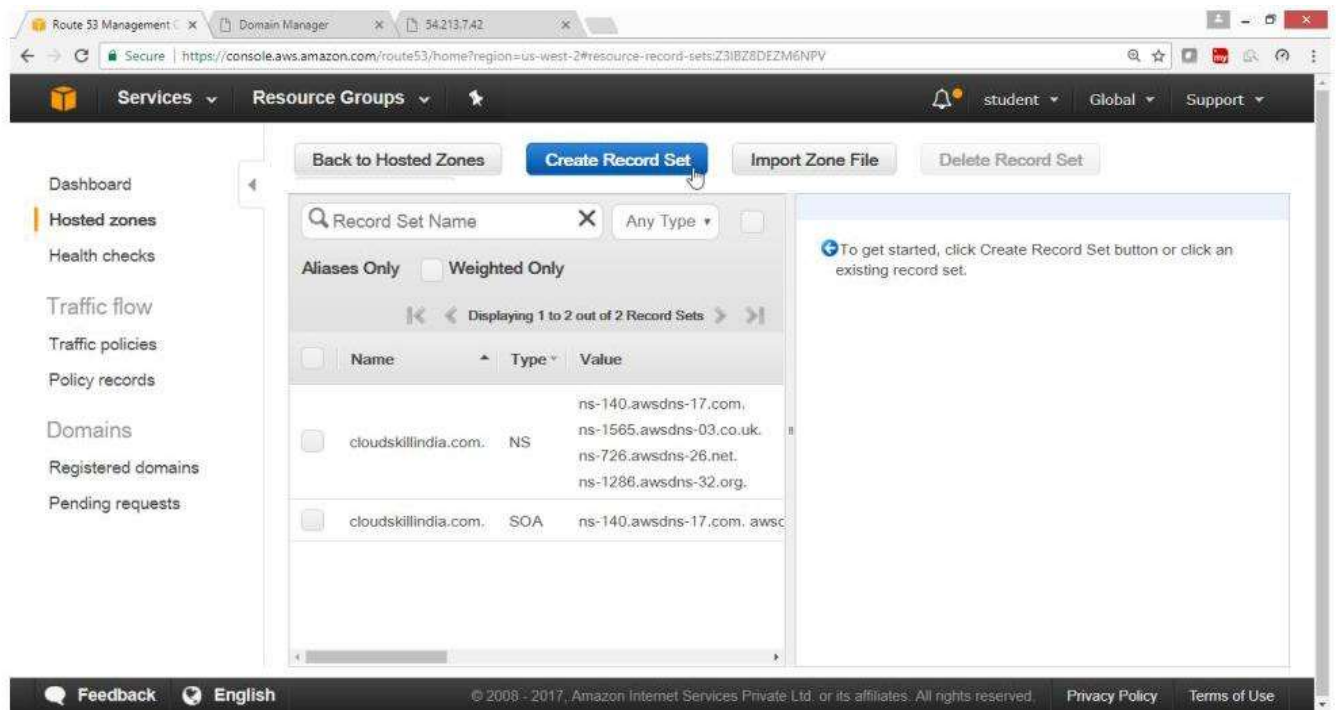 Route 53 Management C
Domain Manager
54.213.7.42
Secure | https://console.aws.amazon.com/route53/home?region=us-west-2#resource-record-sets:Z3IBZ8DEZM6NPV
my
Services
Resource Groups
student
Global
Support
Back to Hosted Zones
Create Record Set
Import Zone File
Delete Record Set
Dashboard
Hosted zones
Health checks
Traffic flow
Traffic policies
Policy records
Domains
Registered domains
Pending requests
Record Set Name
Any Type
Aliases Only
Weighted Only
Displaying 1 to 2 out of 2 Record Sets
Name Type Value
cloudskillindia.com. NS
ns-140.awsdns-17.com.
ns-1565.awsdns-03.co.uk.
ns-726.awsdns-26.net.
ns-1286.awsdns-32.org.
cloudskillindia.com. SOA ns-140.awsdns-17.com. awsd
To get started, click Create Record Set button or click an
existing record set.
Feedback
English
© 2008 - 2017, Amazon Internet Services Private Ltd. or its affiliates. All rights reserved.
Privacy Policy
Terms of Use